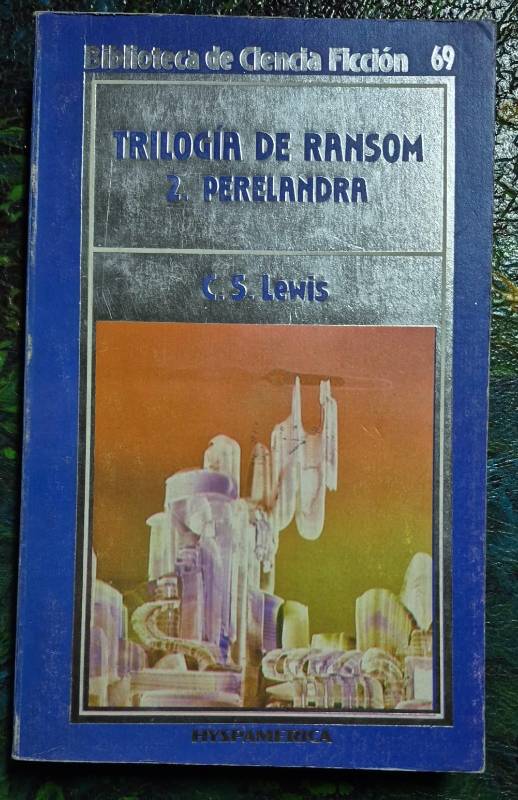 Biblioteca de Ciencia Ficción 69
TRILOGÍA DE RANSOM
2. PERELANDRA
C. S. Lewis
HYSPAMERICA